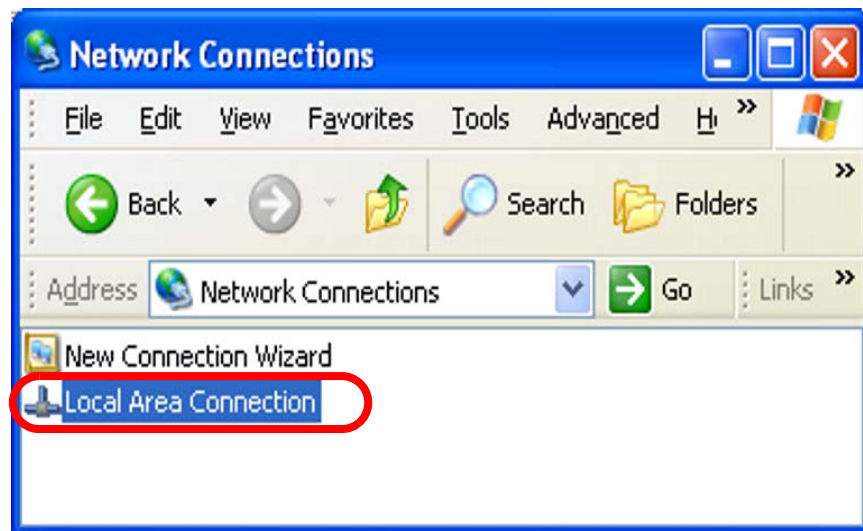 Network Connections
File Edit View Favorites Tools Advanced H »
Back Search Folders »
Address Network Connections Go Links »
New Connection Wizard
Local Area Connection